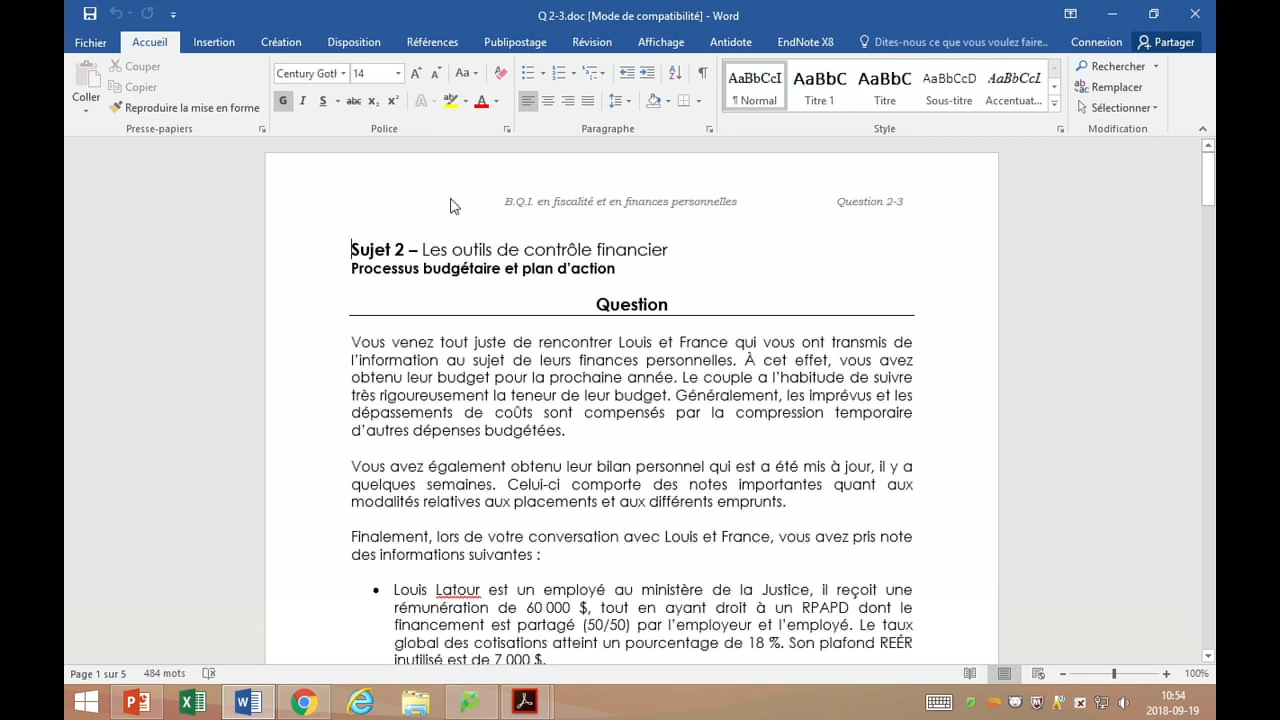 Q 2-3.doc [Mode de compatibilité] - Word
Fichier Accueil Insertion Création Disposition Références Publipostage Révision Affichage Antidote EndNote X8 Dites-nous ce que vous voulez faire.. Connexion Partager
Coller
Couper
Copier
Reproduire la mise en forme
Presse-papiers
Century Gotl 14 A A Aa
G I S abc x₂ x² A ab A
Police
Paragraphe
AaBbCcI AaBbC AaBbC AaBbCcD AaBbCcL
¶ Normal Titre 1 Titre Sous-titre Accentuat...
Style
Rechercher
Remplacer
Sélectionner
Modification
B.Q.I. en fiscalité et en finances personnelles Question 2-3
Sujet 2 – Les outils de contrôle financier
Processus budgétaire et plan d'action
Question
Vous venez tout juste de rencontrer Louis et France qui vous ont transmis de
l'information au sujet de leurs finances personnelles. À cet effet, vous avez
obtenu leur budget pour la prochaine année. Le couple a l'habitude de suivre
très rigoureusement la teneur de leur budget. Généralement, les imprévus et les
dépassements de coûts sont compensés par la compression temporaire
d'autres dépenses budgétées.
Vous avez également obtenu leur bilan personnel qui est a été mis à jour, il y a
quelques semaines. Celui-ci comporte des notes importantes quant aux
modalités relatives aux placements et aux différents emprunts.
Finalement, lors de votre conversation avec Louis et France, vous avez pris note
des informations suivantes :
• Louis Latour est un employé au ministère de la Justice, il reçoit une
rémunération de 60 000 $, tout en ayant droit à un RPAPD dont le
financement est partagé (50/50) par l'employeur et l'employé. Le taux
global des cotisations atteint un pourcentage de 18 %. Son plafond REÉR
inutilisé est de 7 000 $.
Page 1 sur 5 484 mots 100%
10:54
2018-09-19